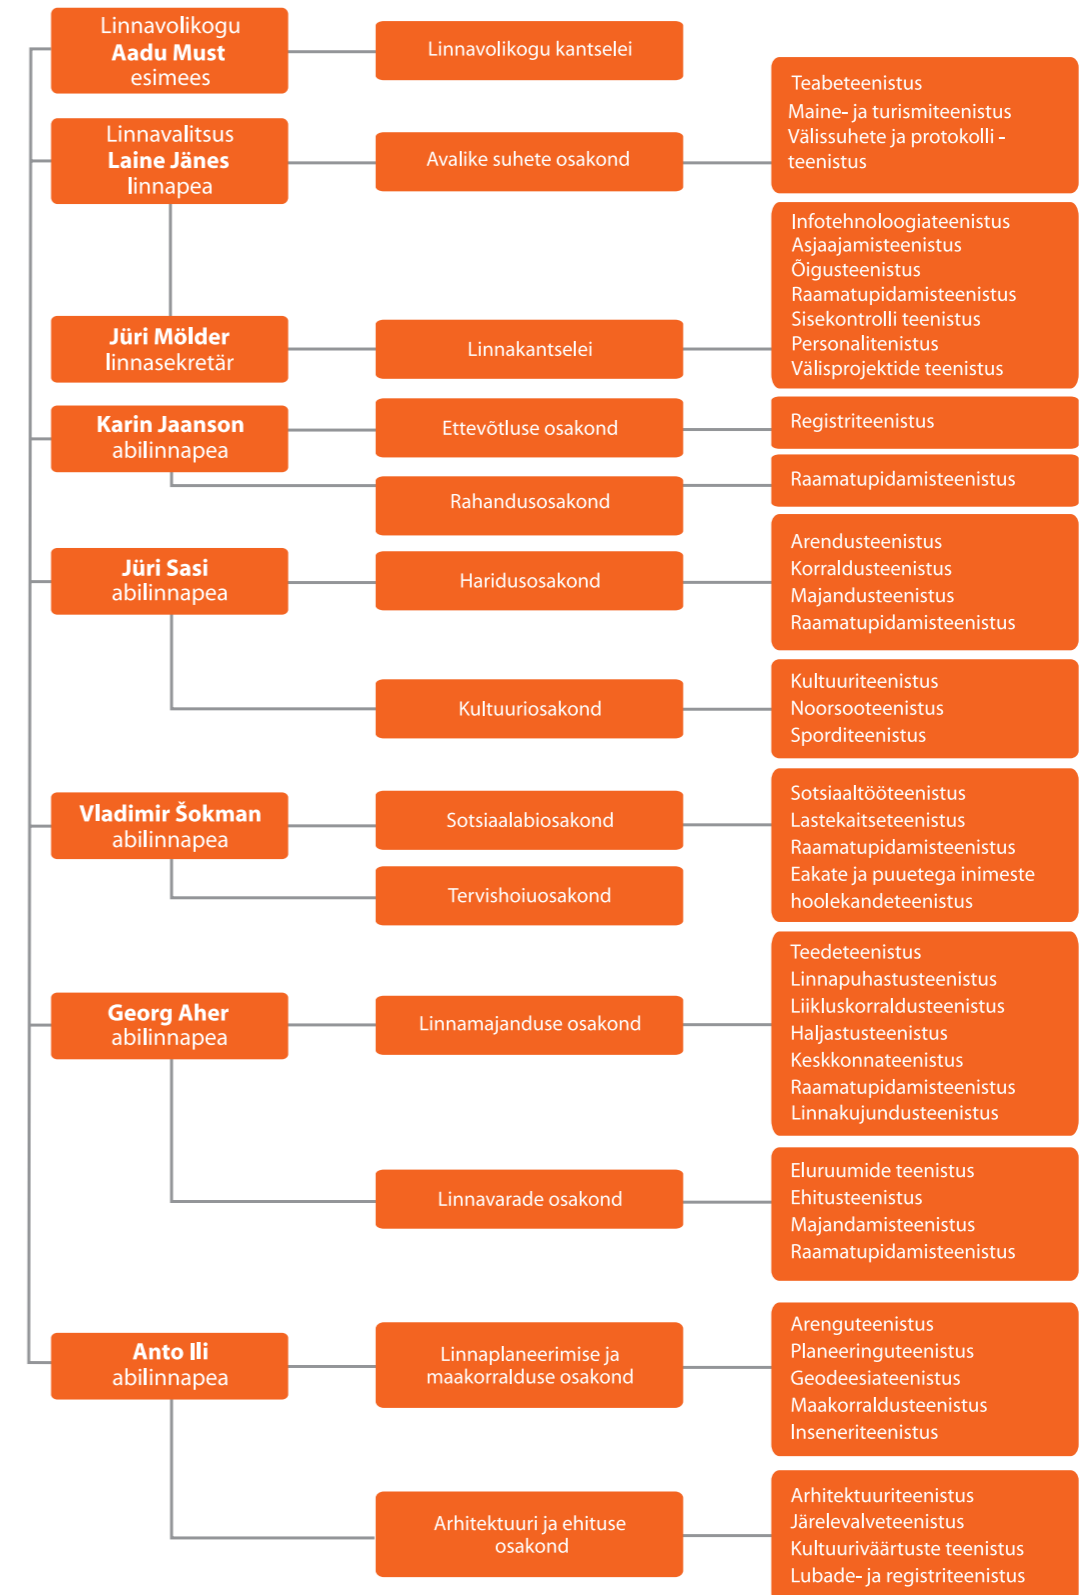 Linnavolikogu
Aadu Must
esimees
Linnavolikogu kantselei
Linnavalitsus
Laine Jänes
linnapea
Avalike suhete osakond
Teabeteenistus
Maine- ja turismiteenistus
Välissuhete ja protokolli -
teenistus
Jüri Mölder
linnasekretär
Linnakantselei
Infotehnoloogiateenistus
Asjaajamisteenistus
Õigusteenistus
Raamatupidamisteenistus
Sisekontrolli teenistus
Personalitenistus
Välisprojektide teenistus
Karin Jaanson
abilinnapea
Ettevõtluse osakond
Registriteenistus
Rahandusosakond
Raamatupidamisteenistus
Jüri Sasi
abilinnapea
Haridusosakond
Arendusteenistus
Korraldusteenistus
Majandusteenistus
Raamatupidamisteenistus
Kultuuriosakond
Kultuuriteenistus
Noorsooteenistus
Sporditeenistus
Vladimir Šokman
abilinnapea
Sotsiaalabiosakond
Sotsiaaltööteenistus
Lastekaitseteenistus
Raamatupidamisteenistus
Eakate ja puuetega inimeste
hoolekandeteenistus
Tervishoiuosakond
Georg Aher
abilinnapea
Linnamajanduse osakond
Teedeteenistus
Linnapuhastusteenistus
Liikluskorraldusteenistus
Haljastusteenistus
Keskkonnateenistus
Raamatupidamisteenistus
Linnakujundusteenistus
Linnavarade osakond
Eluruumide teenistus
Ehitusteenistus
Majandamisteenistus
Raamatupidamisteenistus
Anto Ili
abilinnapea
Linnaplaneerimise ja
maakorralduse osakond
Arenguteenistus
Planeeringuteenistus
Geodeesiateenistus
Maakorraldusteenistus
Inseneriteenistus
Arhitektuuri ja ehituse
osakond
Arhitektuuriteenistus
Järelevalveteenistus
Kultuuriväärtuste teenistus
Lubade- ja registriteenistus